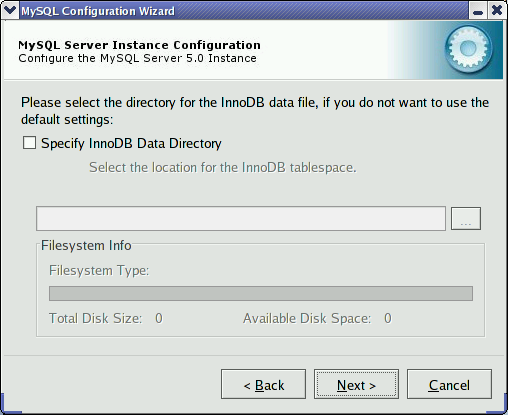 MySQL Configuration Wizard
MySQL Server Instance Configuration
Configure the MySQL Server 5.0 Instance
Please select the directory for the InnoDB data file, if you do not want to use the
default settings:
Specify InnoDB Data Directory
Select the location for the InnoDB tablespace.
...
Filesystem Info
Filesystem Type:
Total Disk Size: 0 Available Disk Space: 0
< Back Next > Cancel